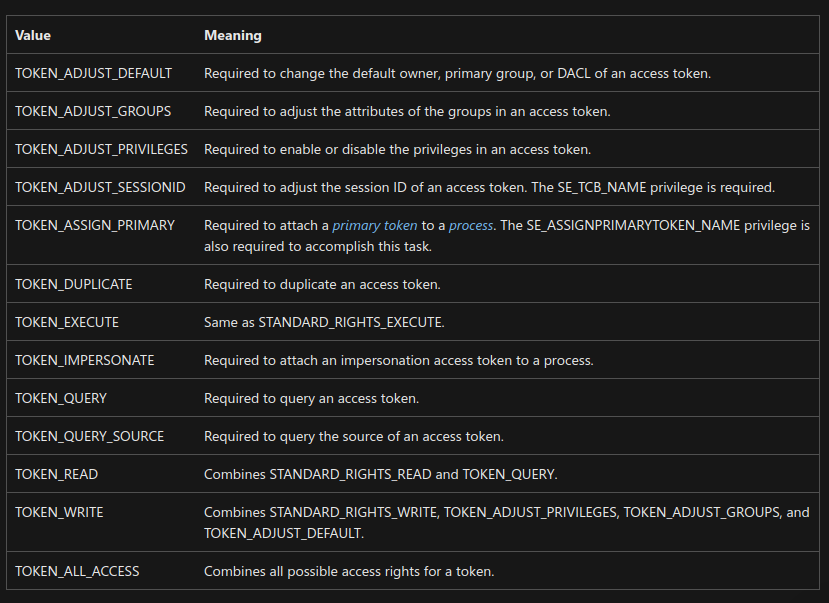 Value Meaning
TOKEN_ADJUST_DEFAULT Required to change the default owner, primary group, or DACL of an access token.
TOKEN_ADJUST_GROUPS Required to adjust the attributes of the groups in an access token.
TOKEN_ADJUST_PRIVILEGES Required to enable or disable the privileges in an access token.
TOKEN_ADJUST_SESSIONID Required to adjust the session ID of an access token. The SE_TCB_NAME privilege is required.
TOKEN_ASSIGN_PRIMARY Required to attach a primary token to a process. The SE_ASSIGNPRIMARYTOKEN_NAME privilege is
also required to accomplish this task.
TOKEN_DUPLICATE Required to duplicate an access token.
TOKEN_EXECUTE Same as STANDARD_RIGHTS_EXECUTE.
TOKEN_IMPERSONATE Required to attach an impersonation access token to a process.
TOKEN_QUERY Required to query an access token.
TOKEN_QUERY_SOURCE Required to query the source of an access token.
TOKEN_READ Combines STANDARD_RIGHTS_READ and TOKEN_QUERY.
TOKEN_WRITE Combines STANDARD_RIGHTS_WRITE, TOKEN_ADJUST_PRIVILEGES, TOKEN_ADJUST_GROUPS, and
TOKEN_ADJUST_DEFAULT.
TOKEN_ALL_ACCESS Combines all possible access rights for a token.